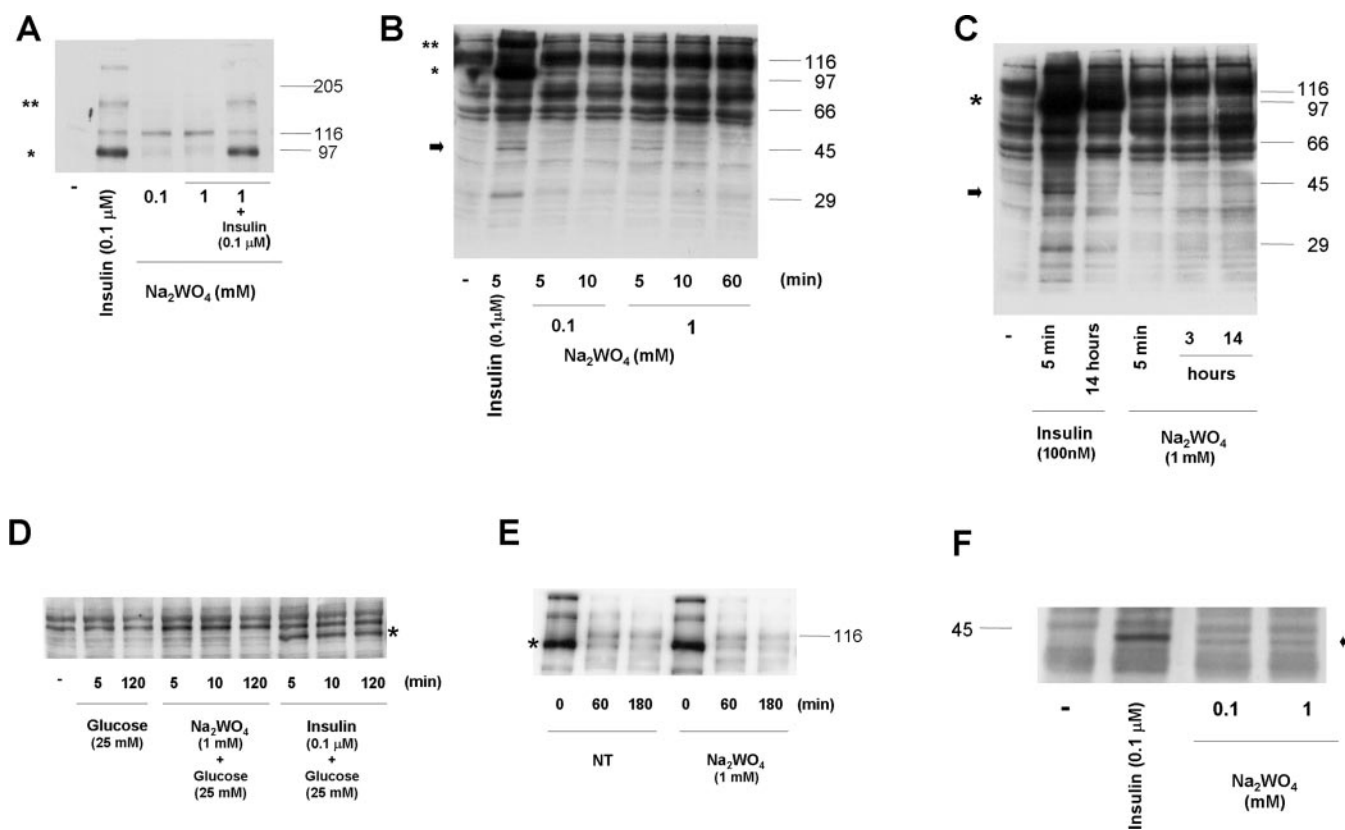 A
**
*
205
116
97
-
Insulin (0.1 μM)
0.1
1
1
+
Insulin
(0.1 μM)
Na₂WO₄ (mM)
B
**
*
116
97
66
45
29
-
5
5
10
5
10
60
(min)
Insulin (0.1μM)
0.1
1
Na₂WO₄ (mM)
C
*
116
97
66
45
29
-
5 min
14 hours
5 min
3
14
hours
Insulin
(100nM)
Na₂WO₄
(1 mM)
D
*
-
5
120
5
10
120
5
10
120
(min)
Glucose
(25 mM)
Na₂WO₄
(1 mM)
+
Glucose
(25 mM)
Insulin
(0.1 μM)
+
Glucose
(25 mM)
E
*
116
0
60
180
0
60
180
(min)
NT
Na₂WO₄
(1 mM)
F
45
-
Insulin (0.1 μM)
0.1
1
Na₂WO₄
(mM)